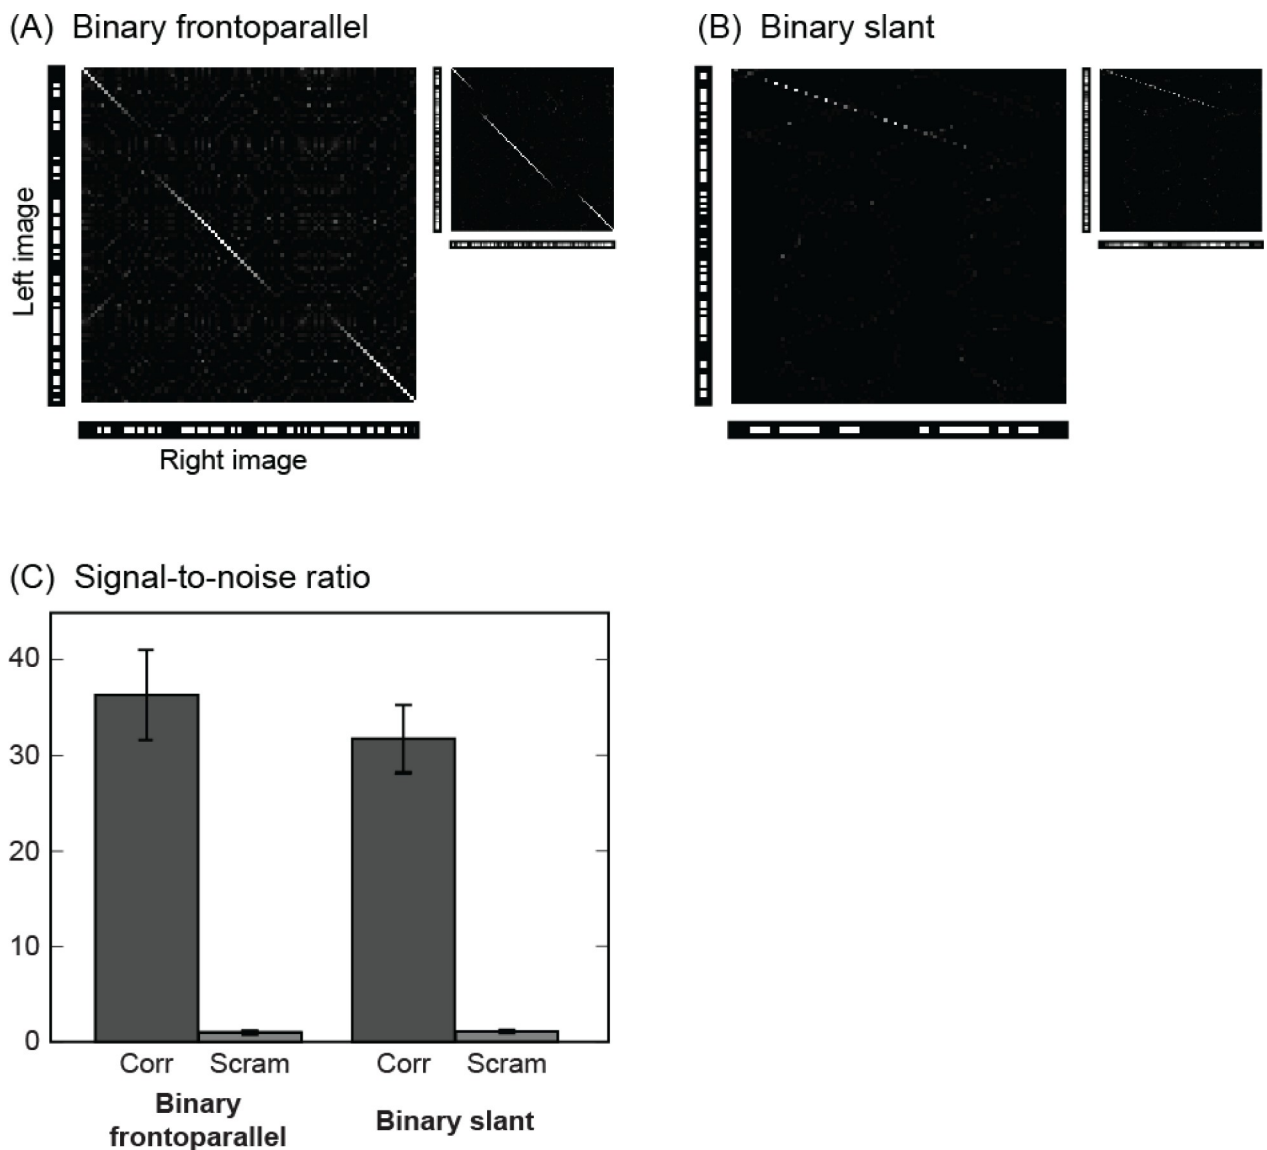 (A) Binary frontoparallel
(B) Binary slant
Left image
Right image
(C) Signal-to-noise ratio
40
30
20
10
0
Corr Scram Corr Scram
Binary
frontoparallel
Binary slant